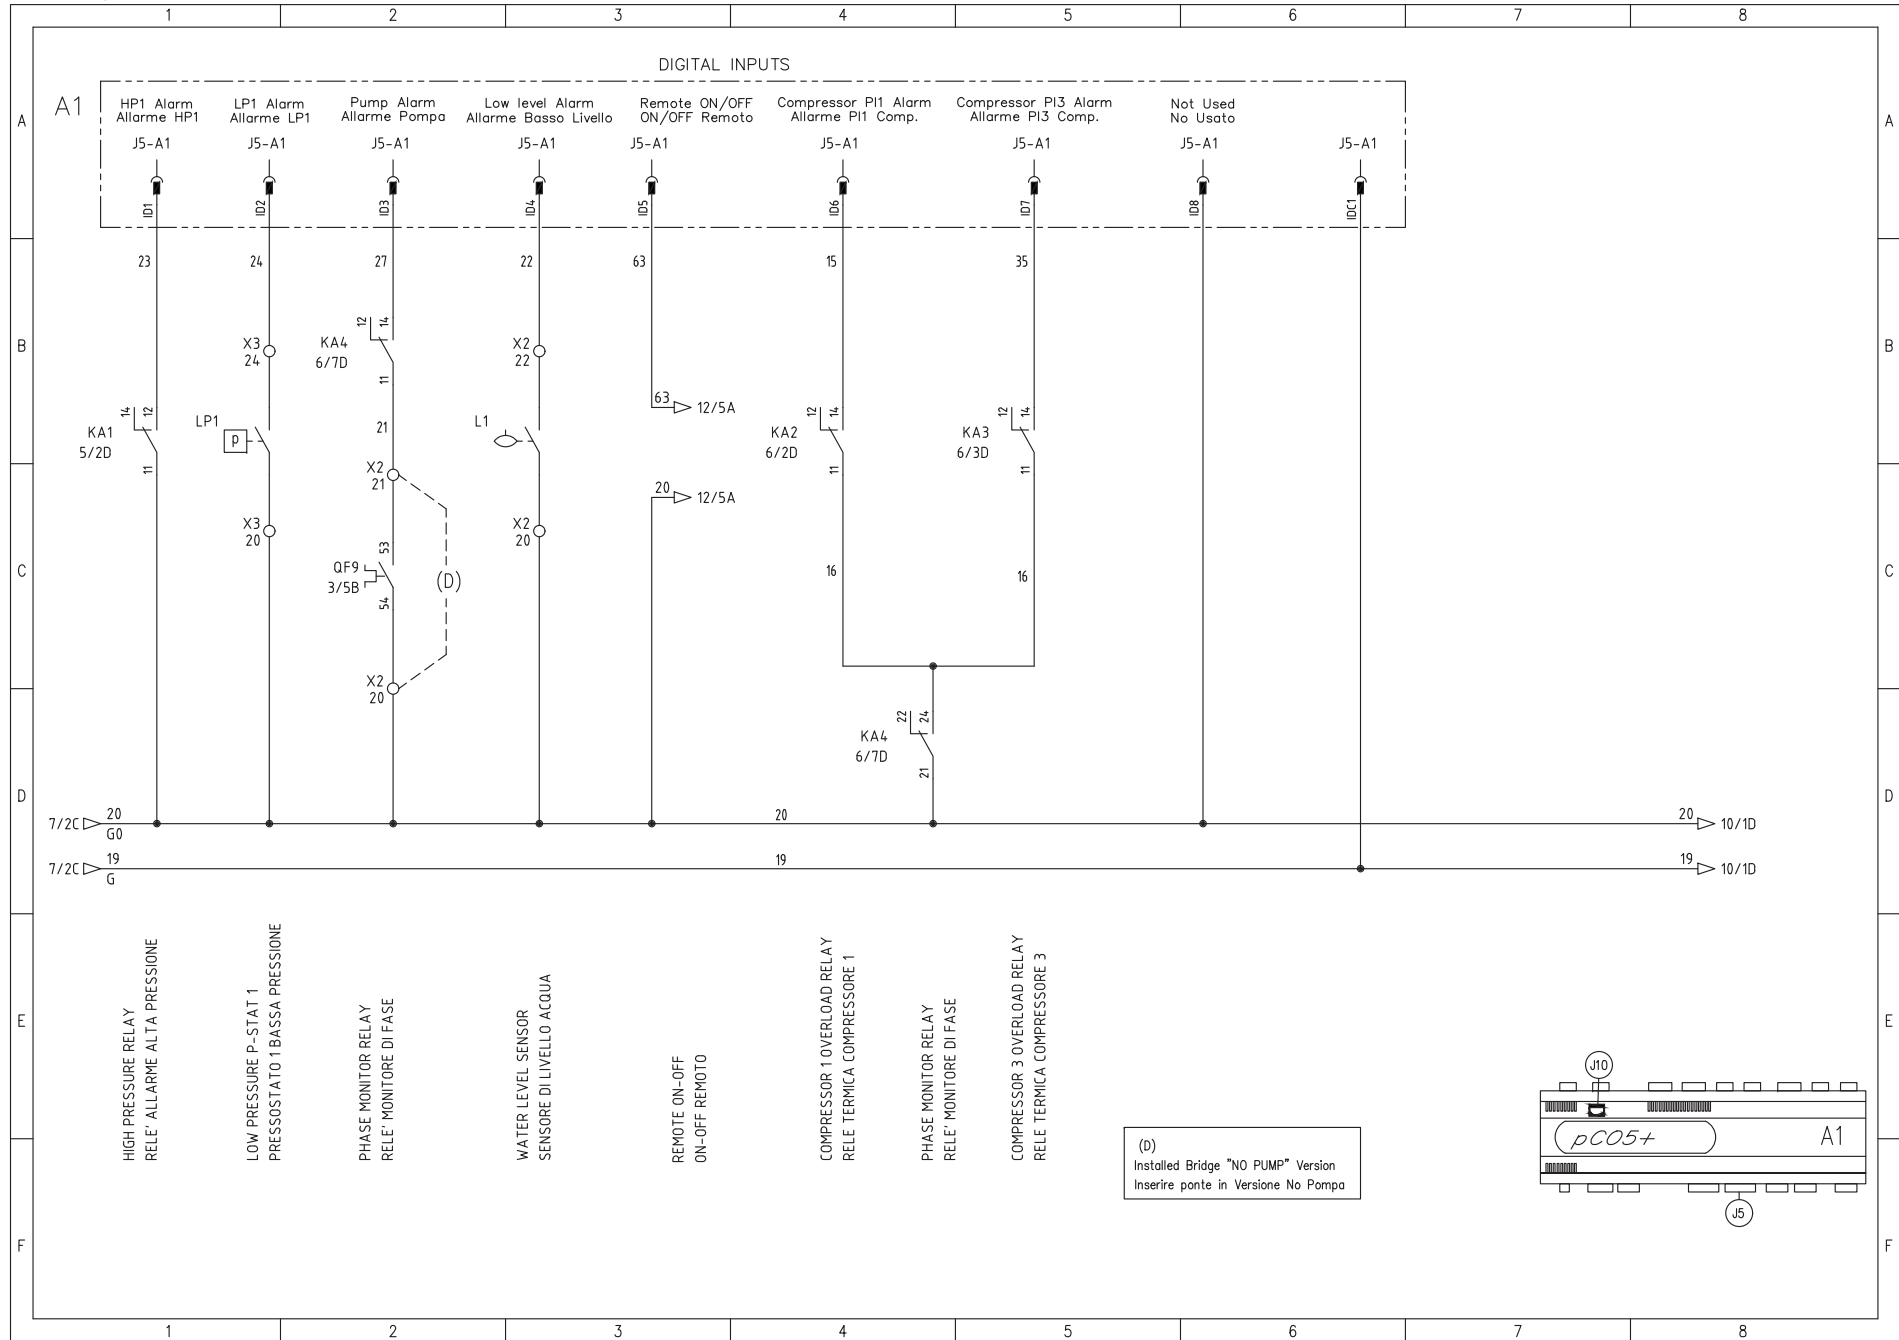 1 2 3 4 5 6 7 8
DIGITAL INPUTS
A A1 A
HP1 Alarm
Allarme HP1
J5-A1
ID1
LP1 Alarm
Allarme LP1
J5-A1
ID2
Pump Alarm
Allarme Pompa
J5-A1
ID3
Low level Alarm
Allarme Basso Livello
J5-A1
ID4
Remote ON/OFF
ON/OFF Remoto
J5-A1
ID5
Compressor PI1 Alarm
Allarme PI1 Comp.
J5-A1
ID6
Compressor PI3 Alarm
Allarme PI3 Comp.
J5-A1
ID7
Not Used
No Usato
J5-A1
ID8
J5-A1
IDC1
23 24 27 22 63 15 35
B B
12 14
KA4
6/7D
11
X3
24
X2
22
63 12/5A
14 12
KA1
5/2D
11
LP1
P
21
L1
12 14
KA2
6/2D
11
12 14
KA3
6/3D
11
X2
21
20 12/5A
X3
20
X2
20
C C
53
QF9
3/5B
54
(D)
16 16
X2
20
22 24
KA4
6/7D
21
D D
7/2C 20 20 20 10/1D
G0
7/2C 19 19 19 10/1D
G
E E
HIGH PRESSURE RELAY
RELE' ALLARME ALTA PRESSIONE
LOW PRESSURE P-STAT 1
PRESSOSTATO 1 BASSA PRESSIONE
PHASE MONITOR RELAY
RELE' MONITORE DI FASE
WATER LEVEL SENSOR
SENSORE DI LIVELLO ACQUA
REMOTE ON-OFF
ON-OFF REMOTO
COMPRESSOR 1 OVERLOAD RELAY
RELE TERMICA COMPRESSORE 1
PHASE MONITOR RELAY
RELE' MONITORE DI FASE
COMPRESSOR 3 OVERLOAD RELAY
RELE TERMICA COMPRESSORE 3
(D)
Installed Bridge "NO PUMP" Version
Inserire ponte in Versione No Pompa
J10
pCO5+ A1
J5
F F
1 2 3 4 5 6 7 8